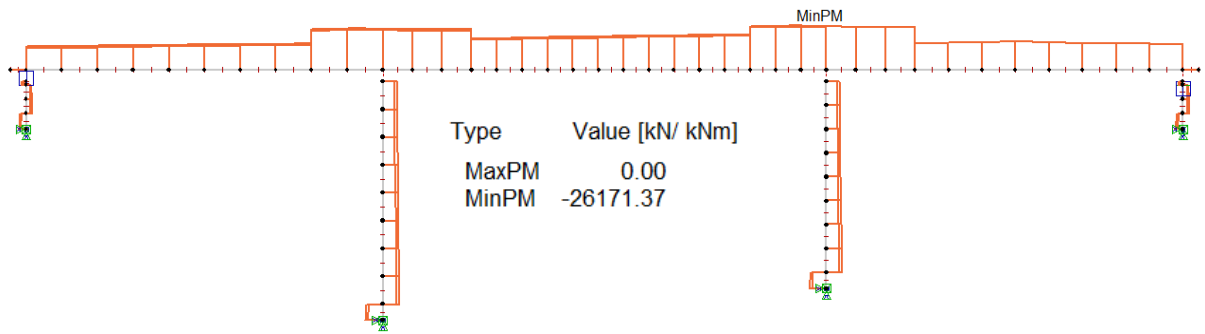 MinPM
Type Value [kN/ kNm]
MaxPM 0.00
MinPM -26171.37